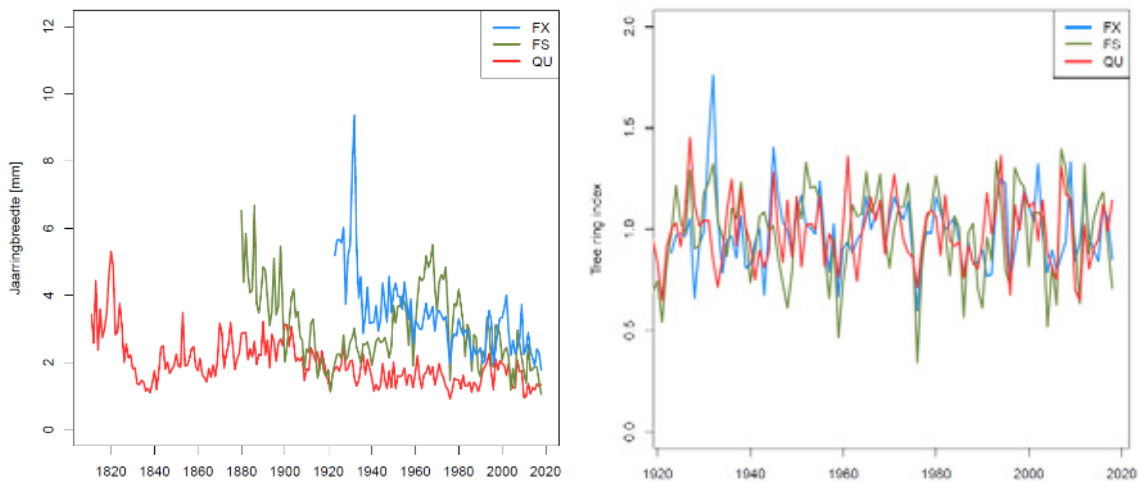 Jaarringbreedte [mm]
12
10
8
6
4
2
0
FX
FS
QU
1820 1840 1860 1880 1900 1920 1940 1960 1980 2000 2020
Tree ring index
2.0
1.5
1.0
0.5
0.0
FX
FS
QU
1920 1940 1960 1980 2000 2020